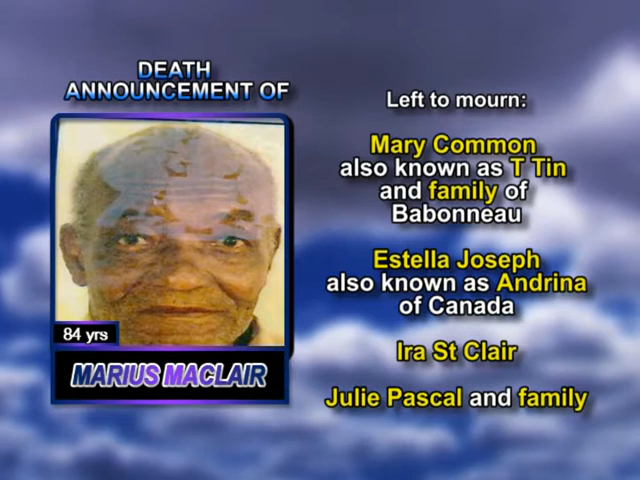 DEATH
ANNOUNCEMENT OF
84 yrs
MARIUS MACLAIR
Left to mourn:
Mary Common
also known as T Tin
and family of
Babonneau
Estella Joseph
also known as Andrina
of Canada
Ira St Clair
Julie Pascal and family